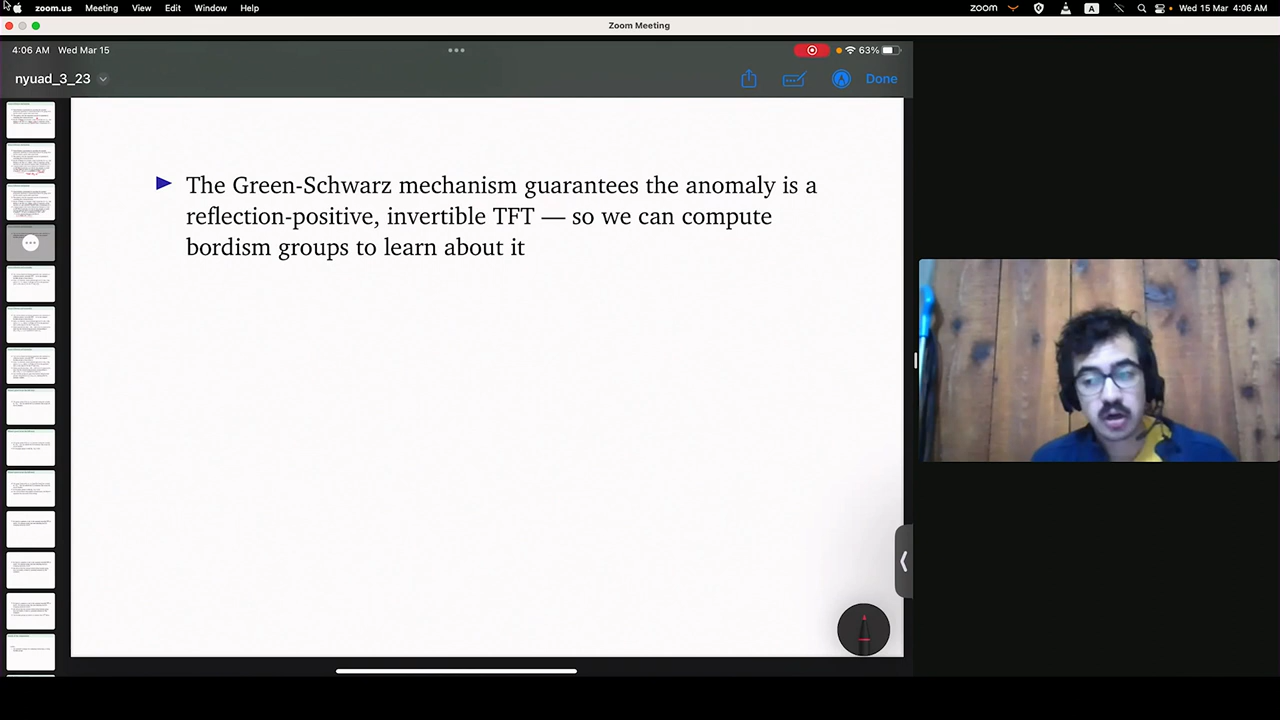 zoom.us Meeting View Edit Window Help
zoom A Wed 15 Mar 4:06 AM
Zoom Meeting
4:06 AM Wed Mar 15
63%
nyuad_3_23
Done
The Green-Schwarz mechanism guarantees the anomaly is a
reflection-positive, invertible TFT — so we can compute
bordism groups to learn about it